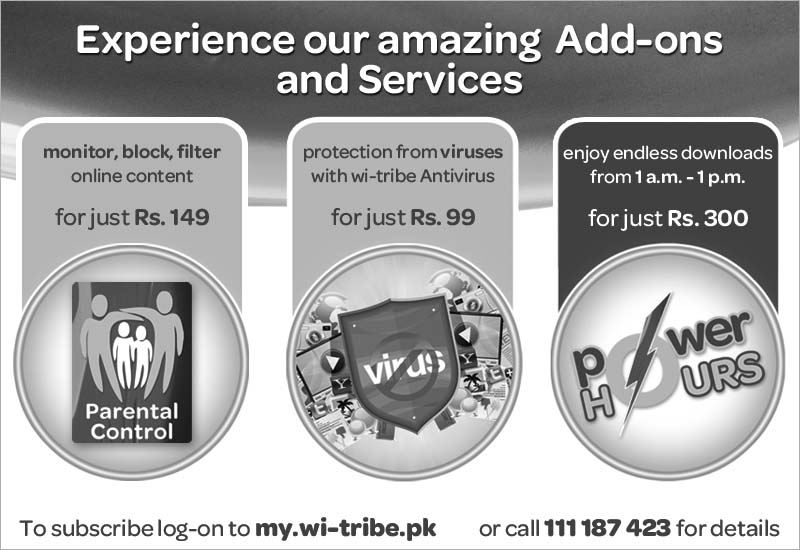 Experience our amazing Add-ons
and Services
monitor, block, filter
online content
for just Rs. 149
Parental
Control
protection from viruses
with wi-tribe Antivirus
for just Rs. 99
virus
enjoy endless downloads
from 1 a.m. - 1 p.m.
for just Rs. 300
power
HOURS
To subscribe log-on to my.wi-tribe.pk or call 111 187 423 for details